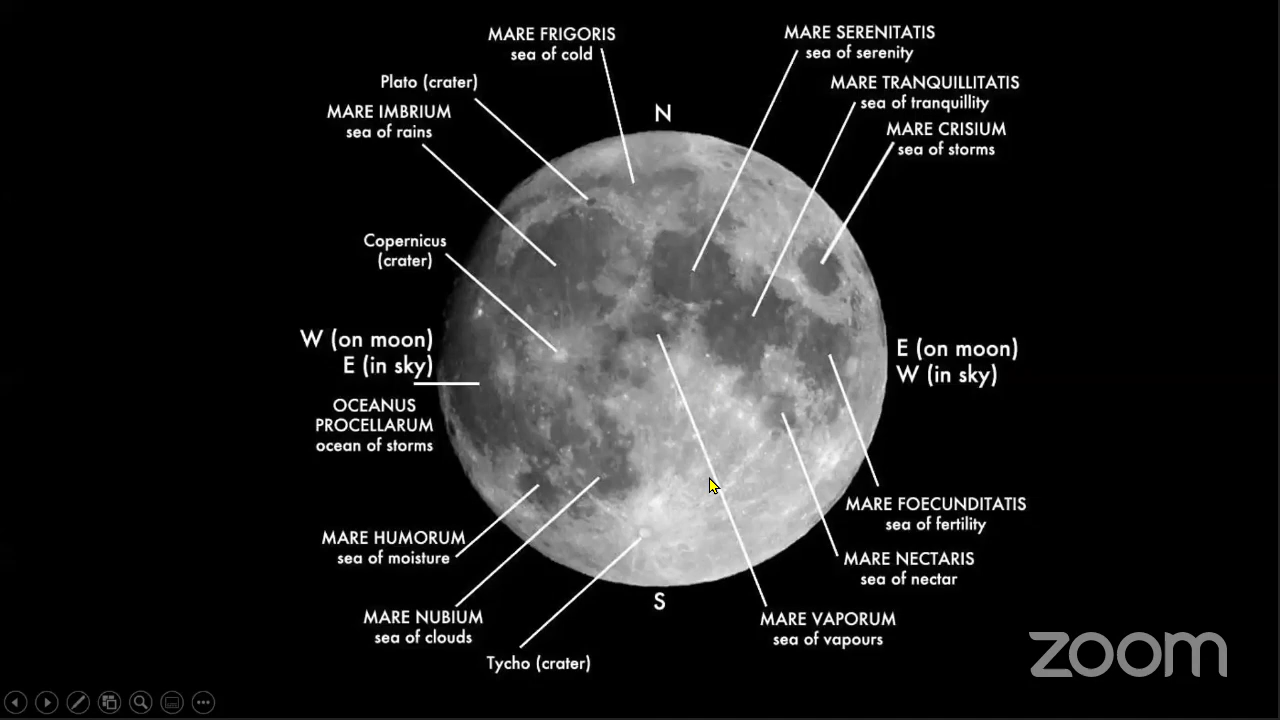 MARE FRIGORIS
sea of cold
MARE SERENITATIS
sea of serenity
Plato (crater)
MARE TRANQUILLITATIS
sea of tranquillity
MARE IMBRIUM
sea of rains
N
MARE CRISIUM
sea of storms
Copernicus
(crater)
W (on moon)
E (in sky)
E (on moon)
W (in sky)
OCEANUS
PROCELLARUM
ocean of storms
MARE FOECUNDITATIS
sea of fertility
MARE HUMORUM
sea of moisture
MARE NECTARIS
sea of nectar
S
MARE NUBIUM
sea of clouds
MARE VAPORUM
sea of vapours
Tycho (crater)
zoom